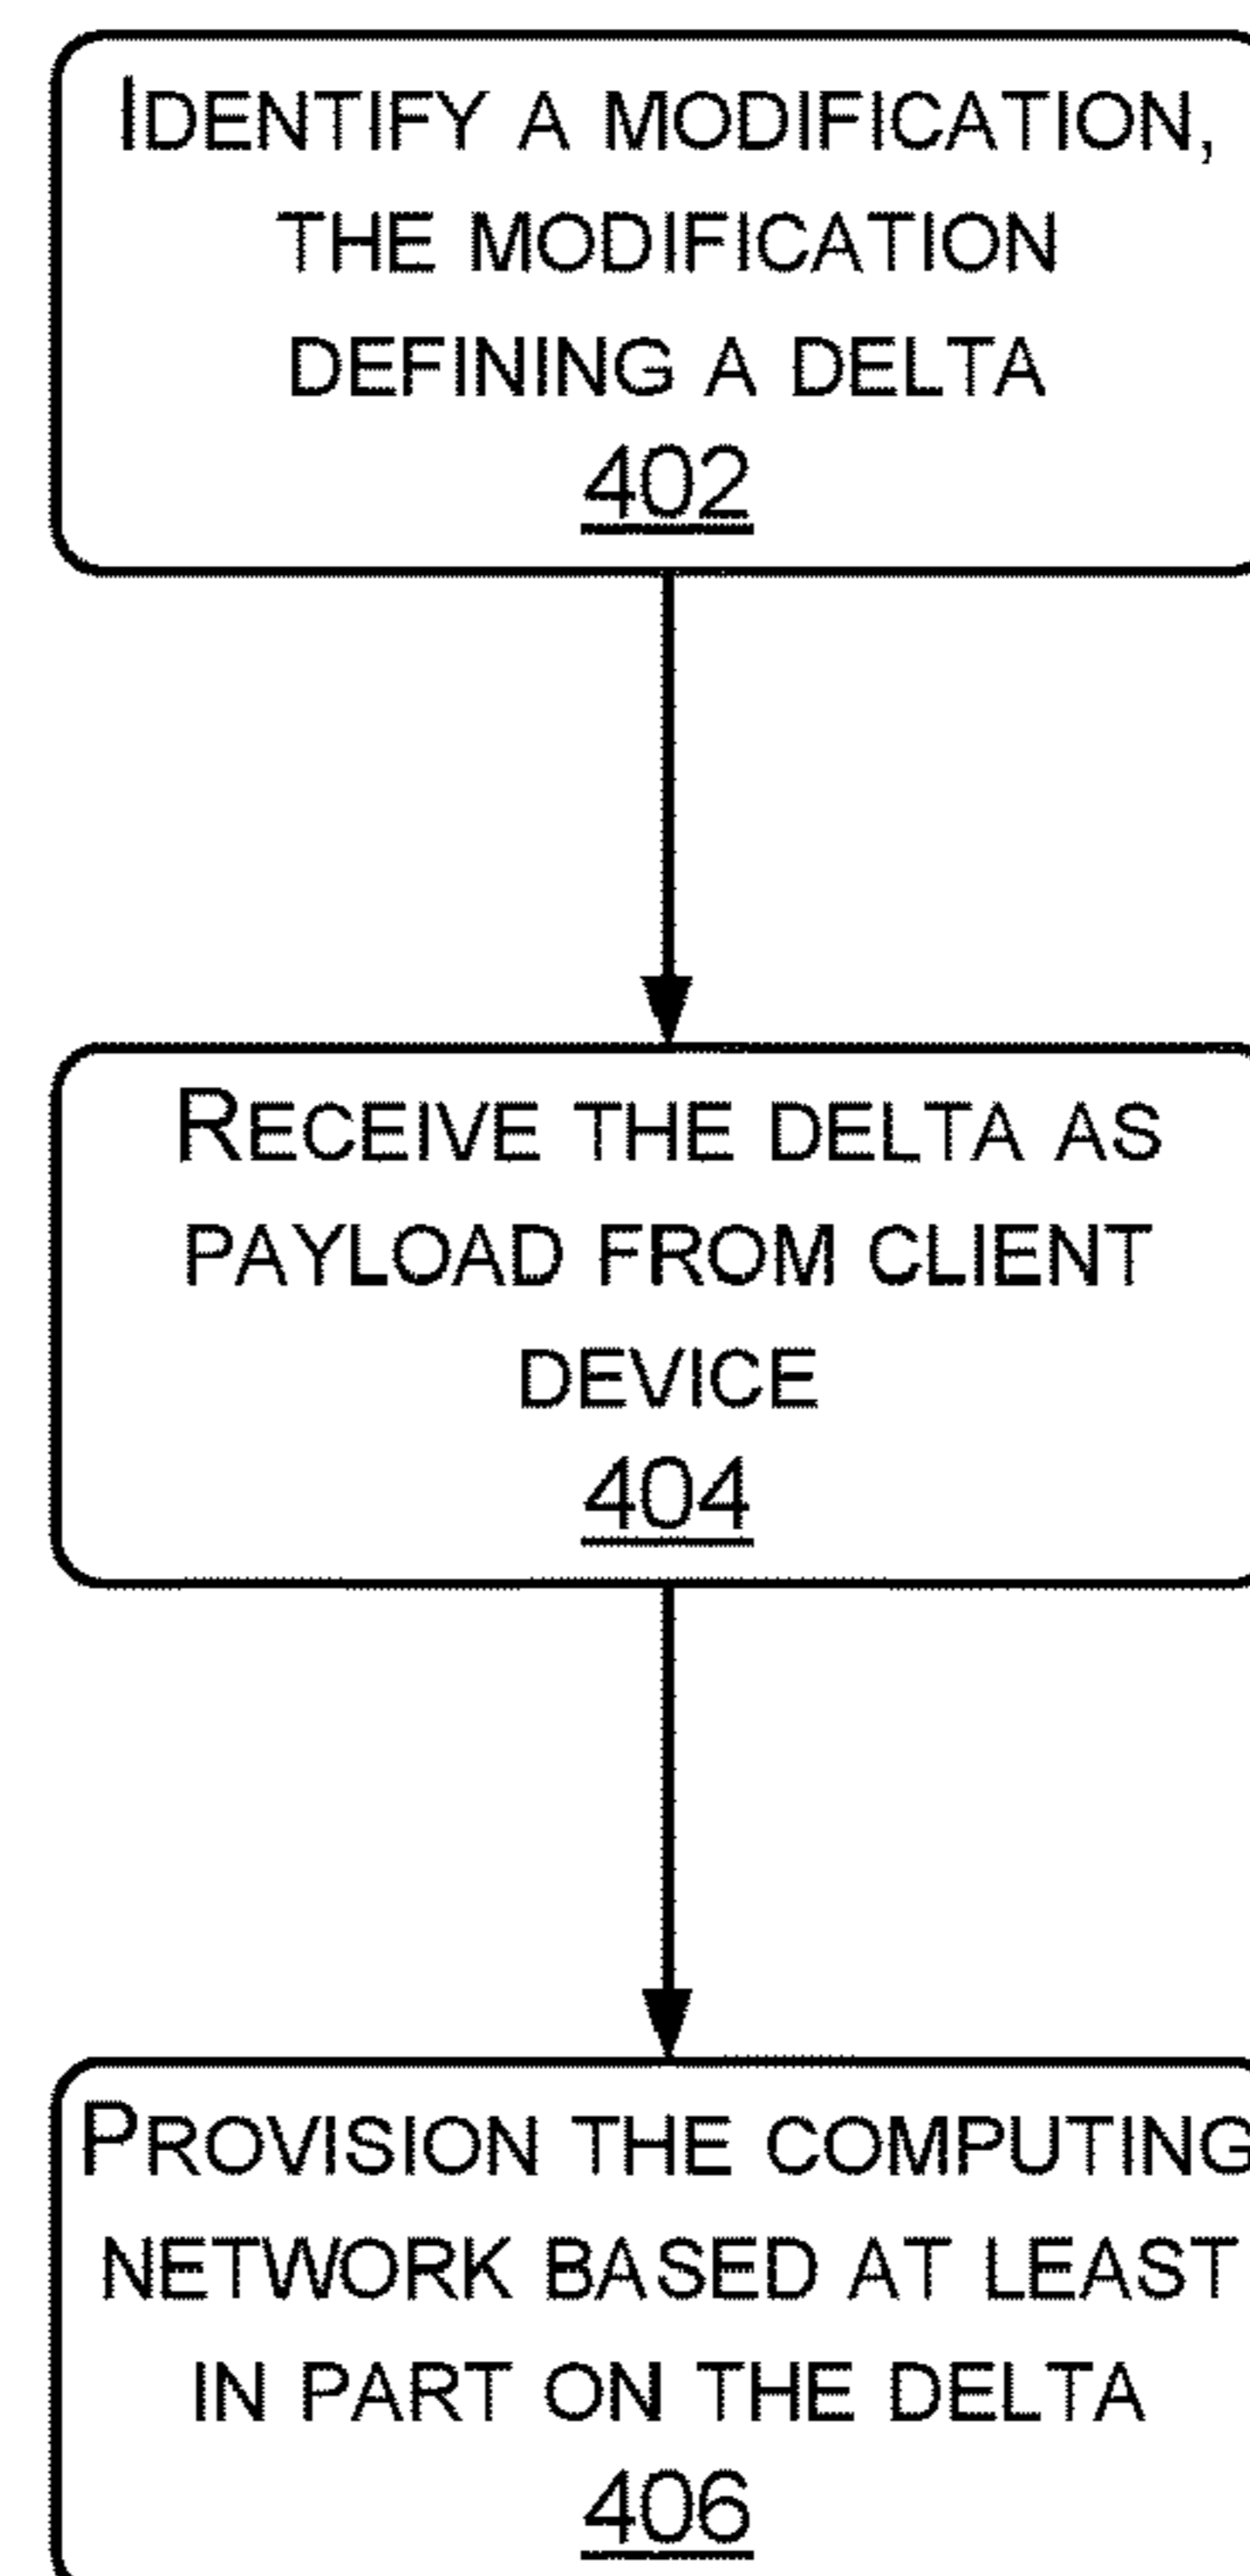 IDENTIFY A MODIFICATION,
THE MODIFICATION
DEFINING A DELTA
402
RECEIVE THE DELTA AS
PAYLOAD FROM CLIENT
DEVICE
404
PROVISION THE COMPUTING
NETWORK BASED AT LEAST
IN PART ON THE DELTA
406